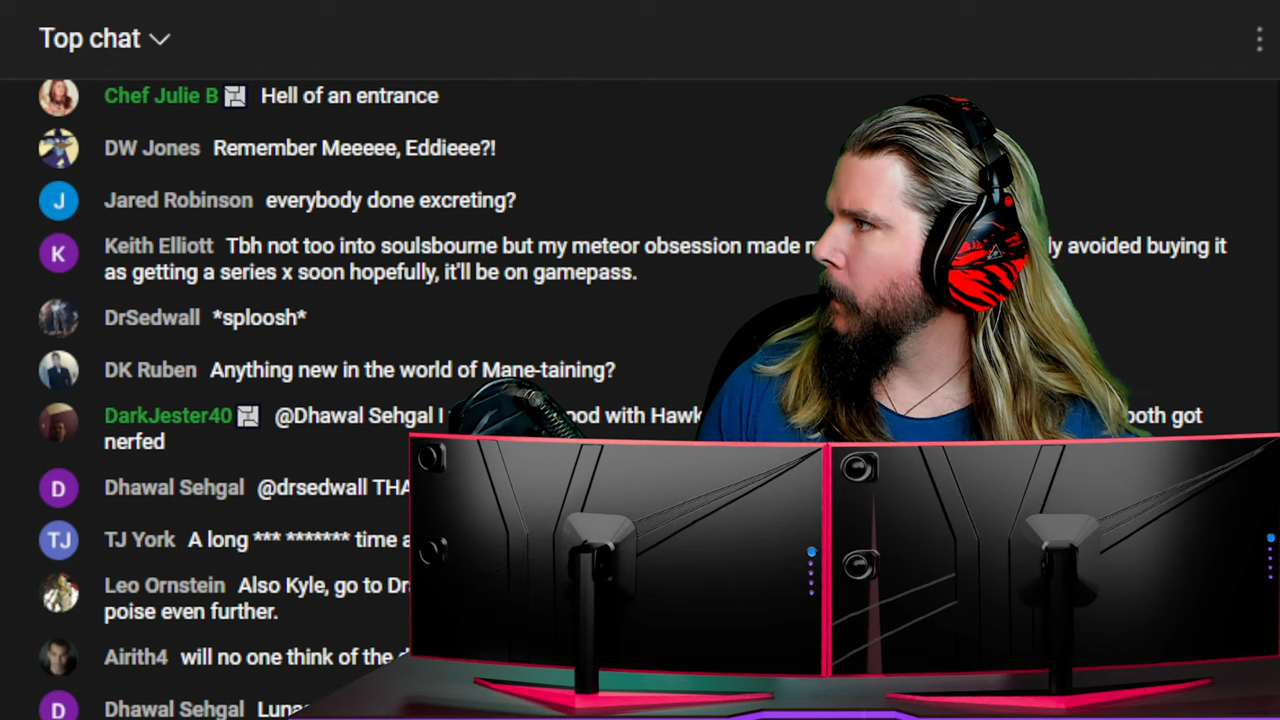 Top chat
Chef Julie B Hell of an entrance
DW Jones Remember Meeeee, Eddieee?!
J
Jared Robinson everybody done excreting?
K
Keith Elliott Tbh not too into soulsbourne but my meteor obsession made ly avoided buying it
as getting a series x soon hopefully, it'll be on gamepass.
DrSedwall *sploosh*
DK Ruben Anything new in the world of Mane-taining?
DarkJester40 @Dhawal Sehgal I ood with Hawk both got
nerfed
D
Dhawal Sehgal @drsedwall THA
TJ
TJ York A long *** ******* time a
Leo Ornstein Also Kyle, go to Dr
poise even further.
Airith4 will no one think of the
D
Dhawal Sehgal Luna